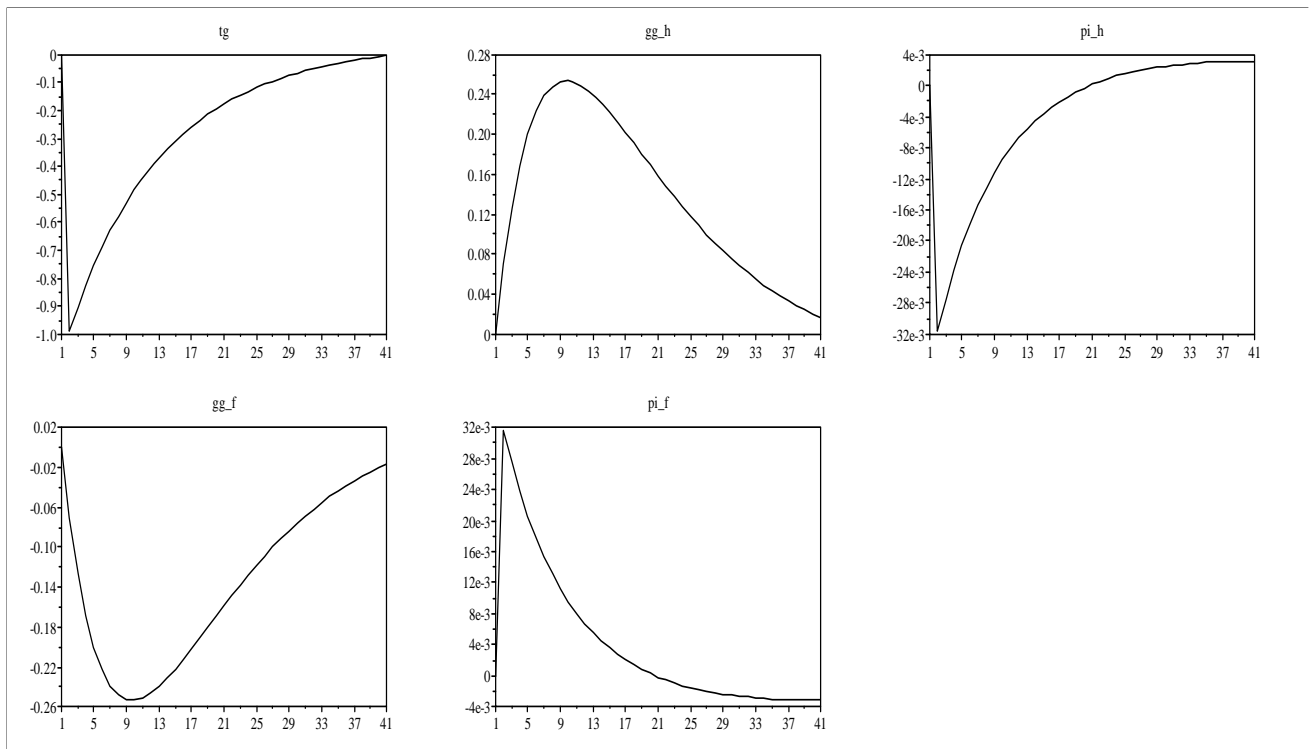 tg
0
-0.1
-0.2
-0.3
-0.4
-0.5
-0.6
-0.7
-0.8
-0.9
-1.0
1 5 9 13 17 21 25 29 33 37 41
gg_h
0.28
0.24
0.20
0.16
0.12
0.08
0.04
0
1 5 9 13 17 21 25 29 33 37 41
pi_h
4e-3
0
-4e-3
-8e-3
-12e-3
-16e-3
-20e-3
-24e-3
-28e-3
-32e-3
1 5 9 13 17 21 25 29 33 37 41
gg_f
0.02
-0.02
-0.06
-0.10
-0.14
-0.18
-0.22
-0.26
1 5 9 13 17 21 25 29 33 37 41
pi_f
32e-3
28e-3
24e-3
20e-3
16e-3
12e-3
8e-3
4e-3
0
-4e-3
1 5 9 13 17 21 25 29 33 37 41